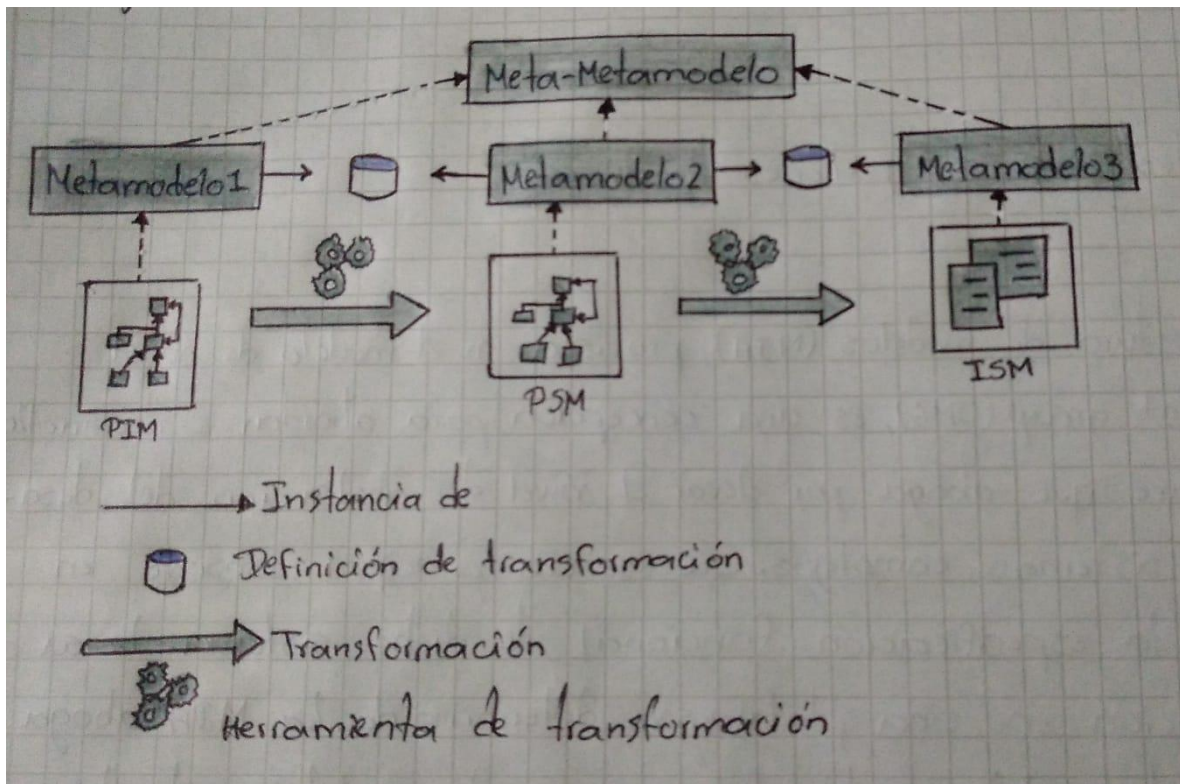 Meta-Metamodelo
Metamodelo1
Metamodelo2
Metamodelo3
PIM
PSM
ISM
Instancia de
Definición de transformación
Transformación
Herramienta de transformación